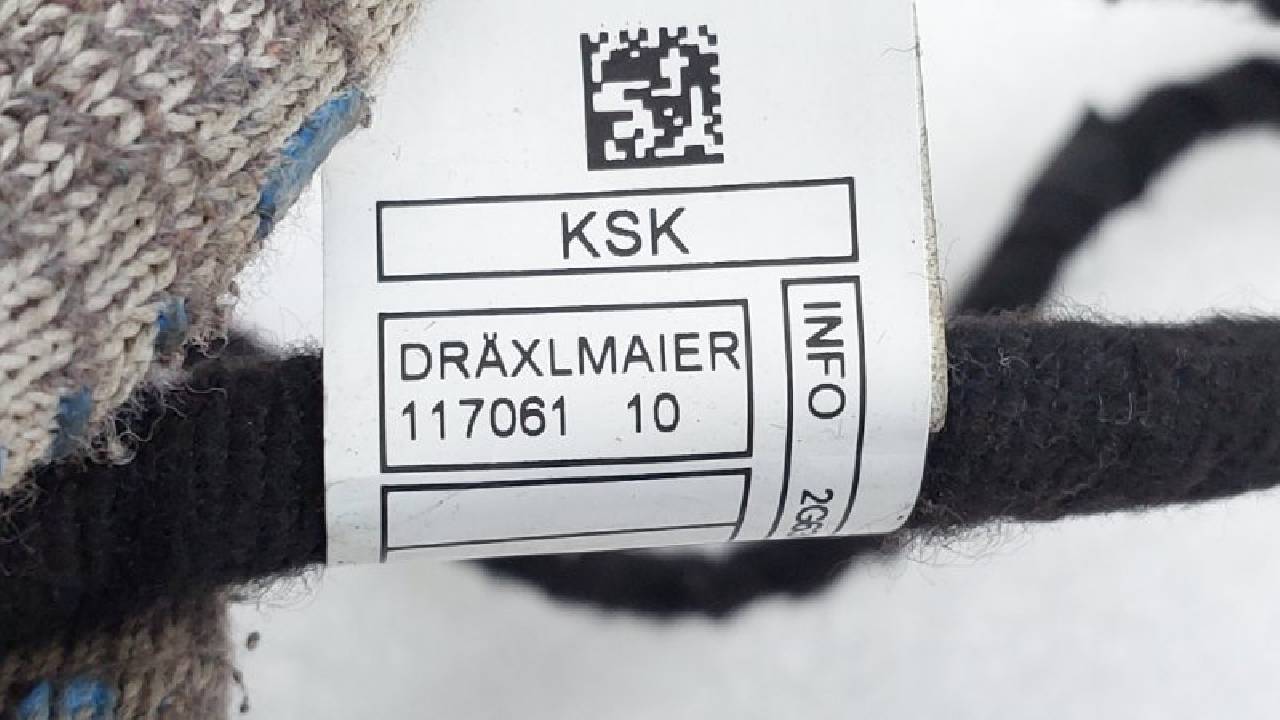 KSK
DRÄXLMAIER
117061 10
INFO